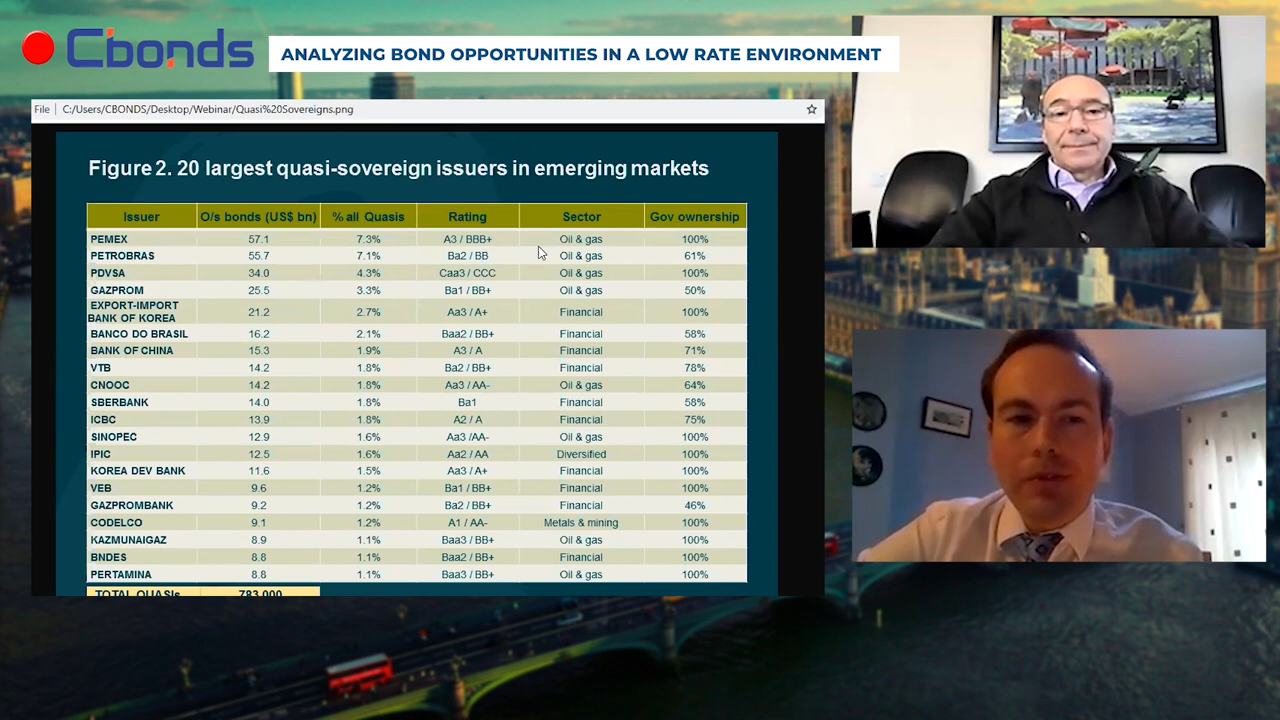 Cbonds
ANALYZING BOND OPPORTUNITIES IN A LOW RATE ENVIRONMENT
File C:/Users/CBONDS/Desktop/Webinar/Quasi%20Sovereigns.png
Figure 2. 20 largest quasi-sovereign issuers in emerging markets
Issuer O/s bonds (US$ bn) % all Quasis Rating Sector Gov ownership
PEMEX 57.1 7.3% A3 / BBB+ Oil & gas 100%
PETROBRAS 55.7 7.1% Ba2 / BB Oil & gas 61%
PDVSA 34.0 4.3% Caa3 / CCC Oil & gas 100%
GAZPROM 25.5 3.3% Ba1 / BB+ Oil & gas 50%
EXPORT-IMPORT
BANK OF KOREA 21.2 2.7% Aa3 / A+ Financial 100%
BANCO DO BRASIL 16.2 2.1% Baa2 / BB+ Financial 58%
BANK OF CHINA 15.3 1.9% A3 / A Financial 71%
VTB 14.2 1.8% Ba2 / BB+ Financial 78%
CNOOC 14.2 1.8% Aa3 / AA- Oil & gas 64%
SBERBANK 14.0 1.8% Ba1 Financial 58%
ICBC 13.9 1.8% A2 / A Financial 75%
SINOPEC 12.9 1.6% Aa3 /AA- Oil & gas 100%
IPIC 12.5 1.6% Aa2 / AA Diversified 100%
KOREA DEV BANK 11.6 1.5% Aa3 / A+ Financial 100%
VEB 9.6 1.2% Ba1 / BB+ Financial 100%
GAZPROMBANK 9.2 1.2% Ba2 / BB+ Financial 46%
CODELCO 9.1 1.2% A1 / AA- Metals & mining 100%
KAZMUNAIGAZ 8.9 1.1% Baa3 / BB+ Oil & gas 100%
BNDES 8.8 1.1% Baa2 / BB+ Financial 100%
PERTAMINA 8.8 1.1% Baa3 / BB+ Oil & gas 100%
TOTAL QUASIs 783,000